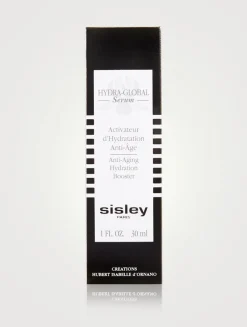 HYDRA-GLOBAL
Serum
Activateur
d'Hydratation
Anti-Âge
Anti-Aging
Hydration
Booster
sisley
PARIS
1 FL. OZ. 30 ml
CREATIONS
HUBERT ISABELLE d'ORNANO